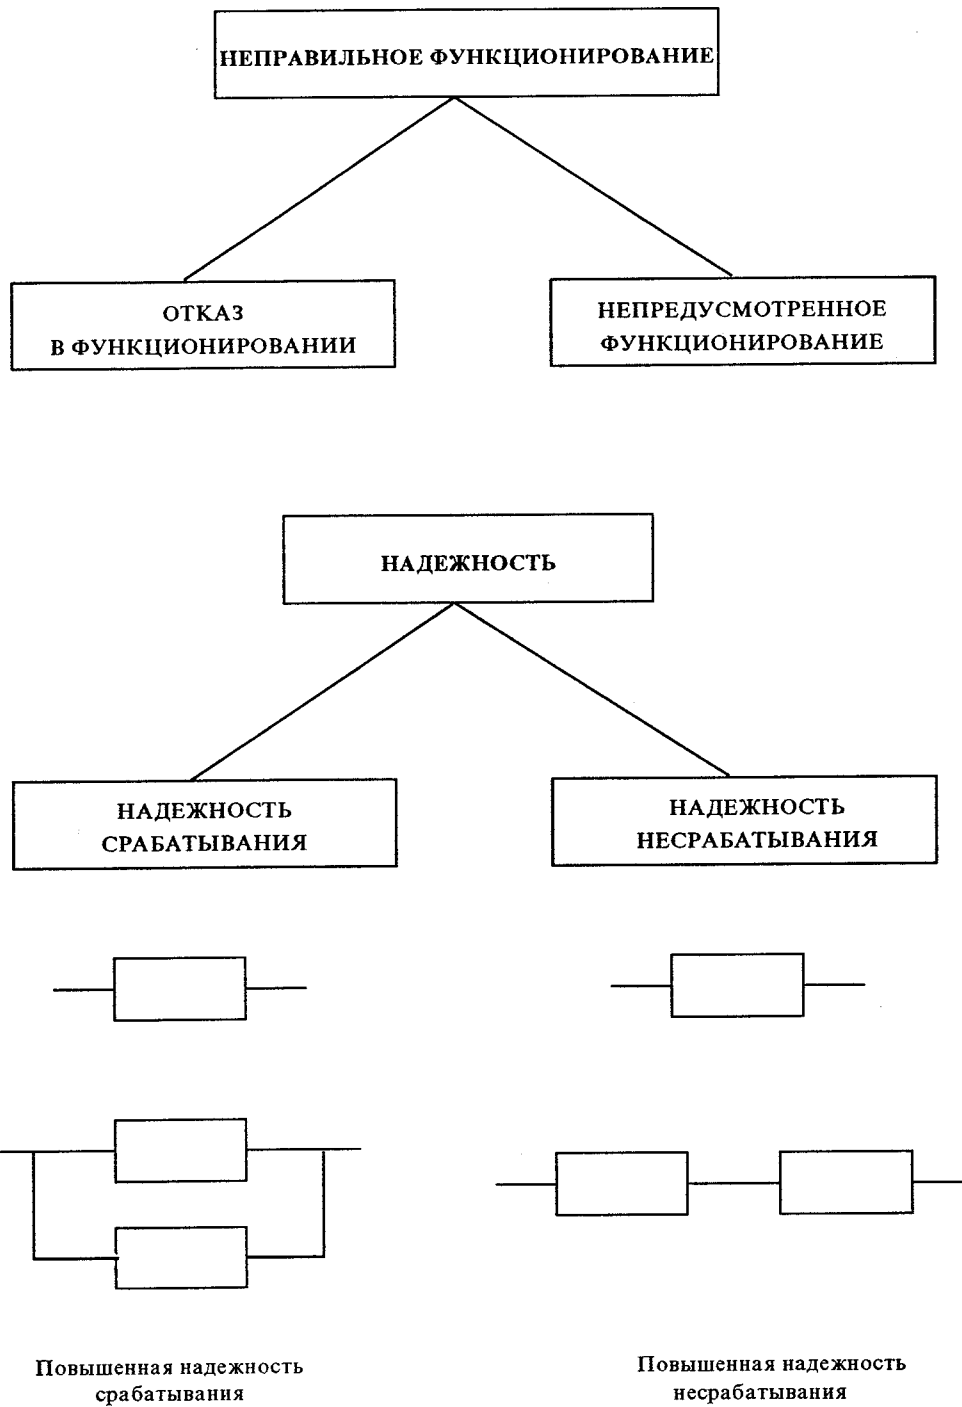 НЕПРАВИЛЬНОЕ ФУНКЦИОНИРОВАНИЕ
ОТКАЗ
В ФУНКЦИОНИРОВАНИИ
НЕПРЕДУСМОТРЕННОЕ
ФУНКЦИОНИРОВАНИЕ
НАДЕЖНОСТЬ
НАДЕЖНОСТЬ
СРАБАТЫВАНИЯ
НАДЕЖНОСТЬ
НЕСРАБАТЫВАНИЯ
Повышенная надежность
срабатывания
Повышенная надежность
несрабатывания